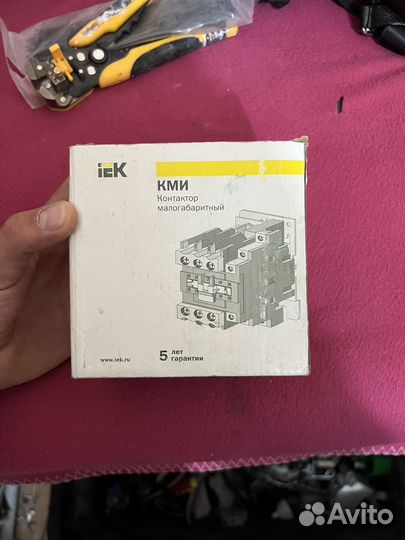 iEK
КМИ
Контактор
малогабаритный
www.iek.ru
5 лет
гарантии
Avito